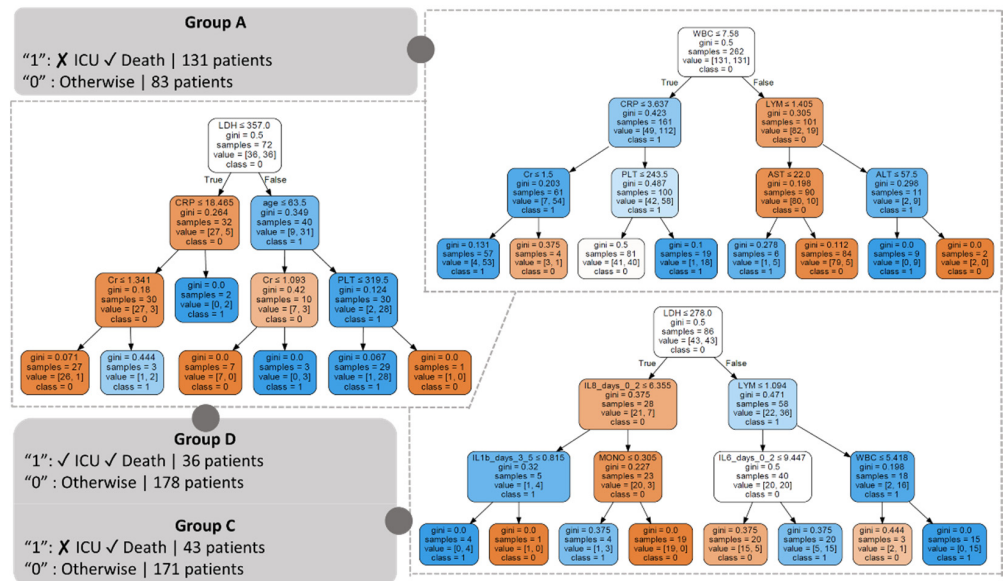 Group A
“1”: ✗ ICU ✓ Death | 131 patients
“0” : Otherwise | 83 patients
WBC ≤ 7.58
gini = 0.5
samples = 262
value = [131, 131]
class = 0
True
False
CRP ≤ 3.637
gini = 0.423
samples = 161
value = [49, 112]
class = 1
LYM ≤ 1.405
gini = 0.305
samples = 101
value = [82, 19]
class = 0
Cr ≤ 1.5
gini = 0.203
samples = 61
value = [7, 54]
class = 1
PLT ≤ 243.5
gini = 0.487
samples = 100
value = [42, 58]
class = 1
AST ≤ 22.0
gini = 0.198
samples = 90
value = [80, 10]
class = 0
ALT ≤ 57.5
gini = 0.298
samples = 11
value = [2, 9]
class = 1
gini = 0.131
samples = 57
value = [4, 53]
class = 1
gini = 0.375
samples = 4
value = [3, 1]
class = 0
gini = 0.5
samples = 81
value = [41, 40]
class = 0
gini = 0.1
samples = 19
value = [1, 18]
class = 1
gini = 0.278
samples = 6
value = [1, 5]
class = 1
gini = 0.112
samples = 84
value = [79, 5]
class = 0
gini = 0.0
samples = 9
value = [0, 9]
class = 1
gini = 0.0
samples = 2
value = [2, 0]
class = 0
LDH ≤ 357.0
gini = 0.5
samples = 72
value = [36, 36]
class = 0
True
False
CRP ≤ 18.465
gini = 0.264
samples = 32
value = [27, 5]
class = 0
age ≤ 63.5
gini = 0.349
samples = 40
value = [9, 31]
class = 1
Cr ≤ 1.341
gini = 0.18
samples = 30
value = [27, 3]
class = 0
gini = 0.0
samples = 2
value = [0, 2]
class = 1
Cr ≤ 1.093
gini = 0.42
samples = 10
value = [7, 3]
class = 0
PLT ≤ 319.5
gini = 0.124
samples = 30
value = [2, 28]
class = 1
gini = 0.071
samples = 27
value = [26, 1]
class = 0
gini = 0.444
samples = 3
value = [1, 2]
class = 1
gini = 0.0
samples = 7
value = [7, 0]
class = 0
gini = 0.0
samples = 3
value = [0, 3]
class = 1
gini = 0.067
samples = 29
value = [1, 28]
class = 1
gini = 0.0
samples = 1
value = [1, 0]
class = 0
Group D
“1”: ✓ ICU ✓ Death | 36 patients
“0” : Otherwise | 178 patients
Group C
“1”: ✗ ICU ✓ Death | 43 patients
“0” : Otherwise | 171 patients
LDH ≤ 278.0
gini = 0.5
samples = 86
value = [43, 43]
class = 0
True
False
IL8_days_0_2 ≤ 6.355
gini = 0.375
samples = 28
value = [21, 7]
class = 0
LYM ≤ 1.094
gini = 0.471
samples = 58
value = [22, 36]
class = 1
IL1b_days_3_5 ≤ 0.815
gini = 0.32
samples = 5
value = [1, 4]
class = 1
MONO ≤ 0.305
gini = 0.227
samples = 23
value = [20, 3]
class = 0
IL6_days_0_2 ≤ 9.447
gini = 0.5
samples = 40
value = [20, 20]
class = 0
WBC ≤ 5.418
gini = 0.198
samples = 18
value = [2, 16]
class = 1
gini = 0.0
samples = 4
value = [0, 4]
class = 1
gini = 0.0
samples = 1
value = [1, 0]
class = 0
gini = 0.375
samples = 4
value = [1, 3]
class = 1
gini = 0.0
samples = 19
value = [19, 0]
class = 0
gini = 0.375
samples = 20
value = [15, 5]
class = 0
gini = 0.375
samples = 20
value = [5, 15]
class = 1
gini = 0.444
samples = 3
value = [2, 1]
class = 0
gini = 0.0
samples = 15
value = [0, 15]
class = 1